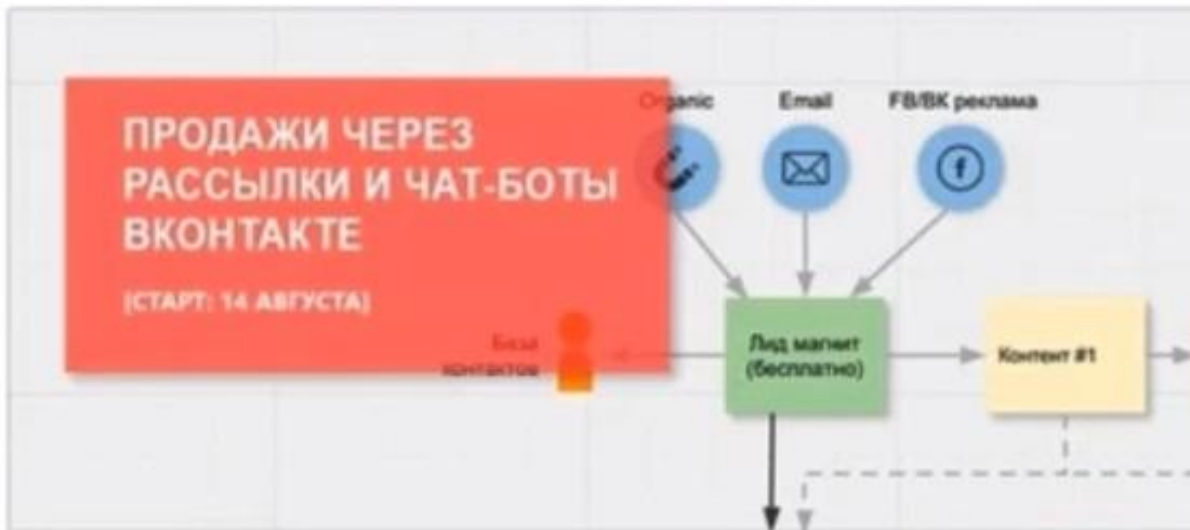 ПРОДАЖИ ЧЕРЕЗ
РАССЫЛКИ И ЧАТ-БОТЫ
ВКОНТАКТЕ
[СТАРТ: 14 АВГУСТА]
Organic
Email
FB/ВК реклама
База
контактов
Лид магнит
(бесплатно)
Контент #1